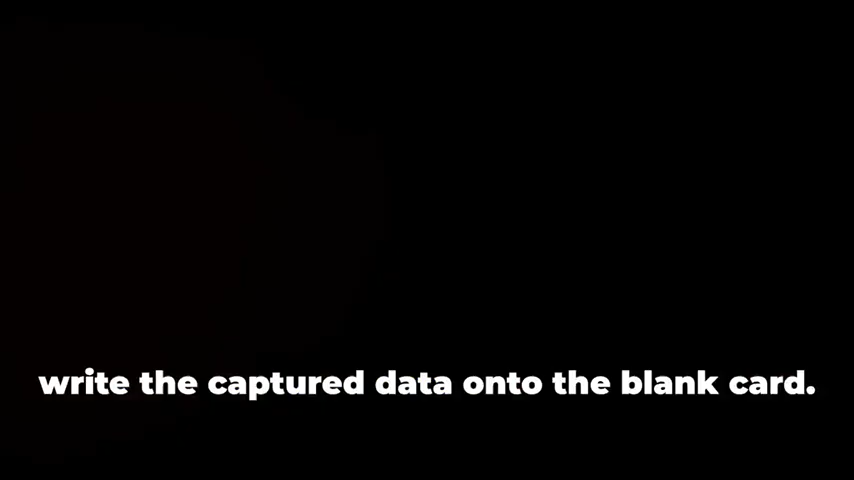 write the captured data onto the blank card.